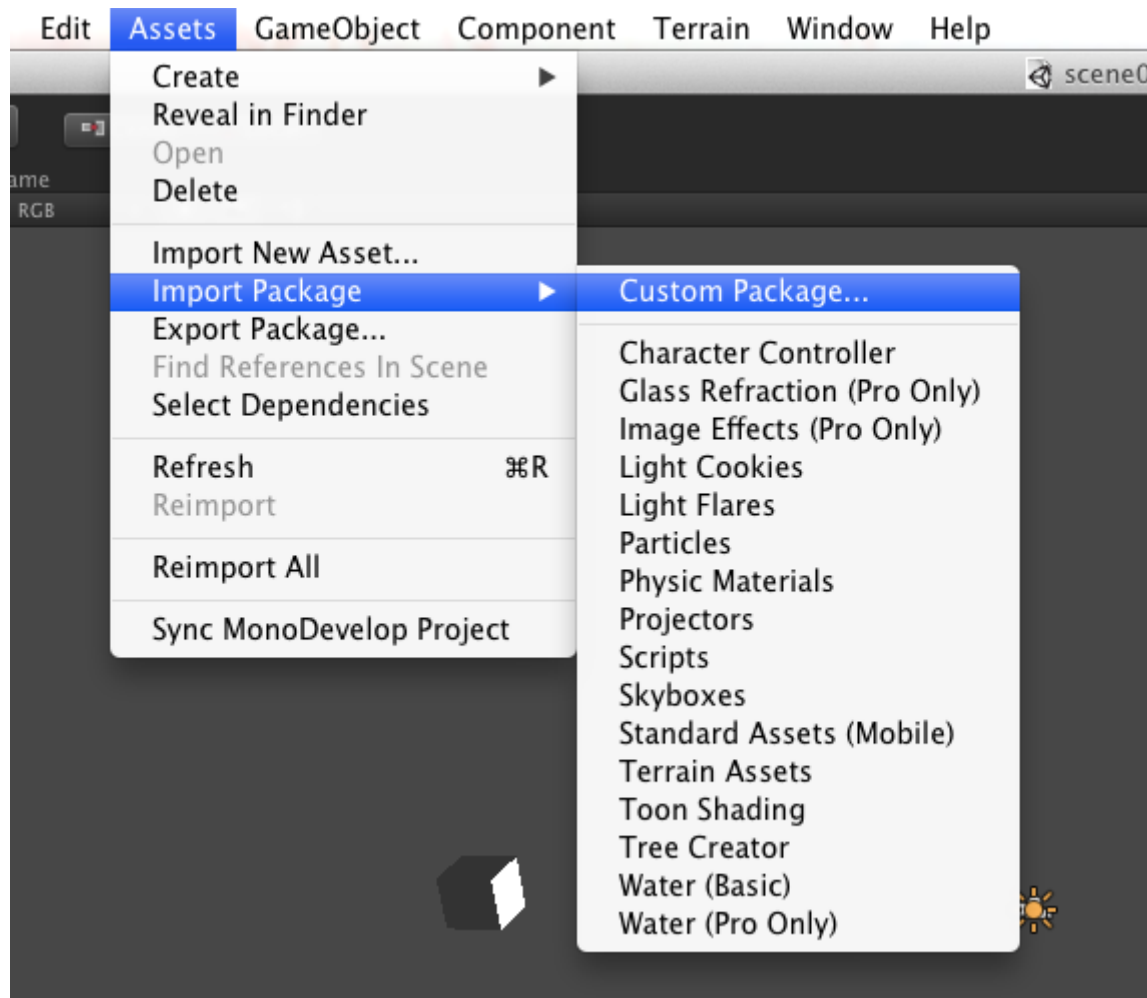 Edit Assets GameObject Component Terrain Window Help
scene0
Create
Reveal in Finder
Open
Delete
ame
RGB
Import New Asset...
Import Package
Export Package...
Find References In Scene
Select Dependencies
Refresh ⌘R
Reimport
Reimport All
Sync MonoDevelop Project
Custom Package...
Character Controller
Glass Refraction (Pro Only)
Image Effects (Pro Only)
Light Cookies
Light Flares
Particles
Physic Materials
Projectors
Scripts
Skyboxes
Standard Assets (Mobile)
Terrain Assets
Toon Shading
Tree Creator
Water (Basic)
Water (Pro Only)